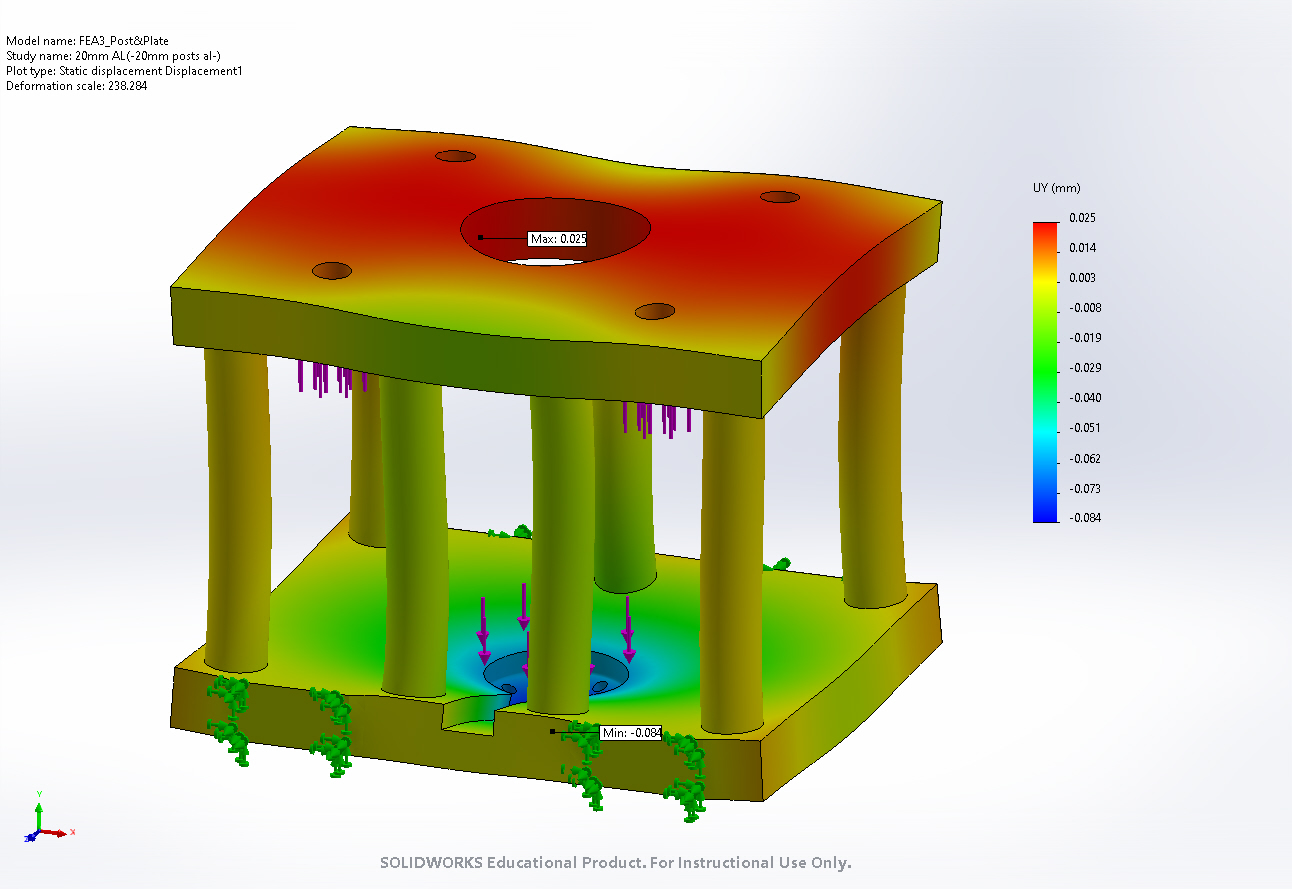 Model name: FEA3_Post&Plate
Study name: 20mm AL(-20mm posts al-)
Plot type: Static displacement Displacement1
Deformation scale: 238.284
UY (mm)
0.025
0.014
0.003
-0.008
-0.019
-0.029
-0.040
-0.051
-0.062
-0.073
-0.084
Max: 0.025
Min: -0.084
Y
X
Z
SOLIDWORKS Educational Product. For Instructional Use Only.